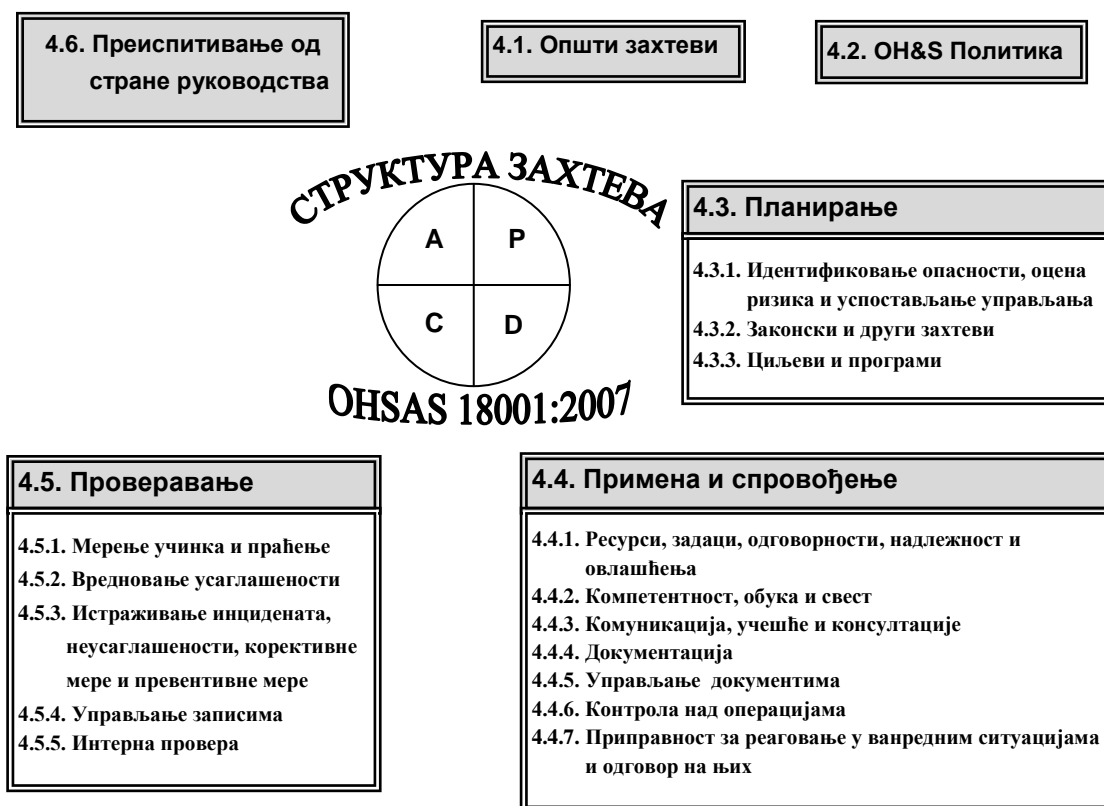 4.6. Преиспитивање од
стране руководства
4.1. Општи захтеви
4.2. OH&S Политика
СТРУКТУРА ЗАХТЕВА
A
P
C
D
OHSAS 18001:2007
4.3. Планирање
4.3.1. Идентификовање опасности, оцена
ризика и успостављање управљања
4.3.2. Законски и други захтеви
4.3.3. Циљеви и програми
4.5. Проверавање
4.5.1. Мерење учинка и праћење
4.5.2. Вредновање усаглашености
4.5.3. Истраживање инцидената,
неусаглашености, корективне
мере и превентивне мере
4.5.4. Управљање записима
4.5.5. Интерна провера
4.4. Примена и спровођење
4.4.1. Ресурси, задаци, одговорности, надлежност и
овлашћења
4.4.2. Компетентност, обука и свест
4.4.3. Комуникација, учешће и консултације
4.4.4. Документација
4.4.5. Управљање документима
4.4.6. Контрола над операцијама
4.4.7. Приправност за реаговање у ванредним ситуацијама
и одговор на њих